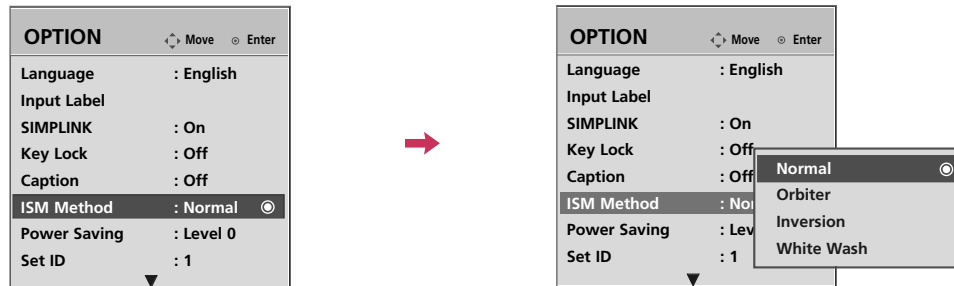 OPTION Move Enter
Language : English
Input Label
SIMPLINK : On
Key Lock : Off
Caption : Off
ISM Method : Normal
Power Saving : Level 0
Set ID : 1
OPTION Move Enter
Language : English
Input Label
SIMPLINK : On
Key Lock : Off
Caption : Off
ISM Method : Nor
Power Saving : Lev
Set ID : 1
Normal
Orbiter
Inversion
White Wash